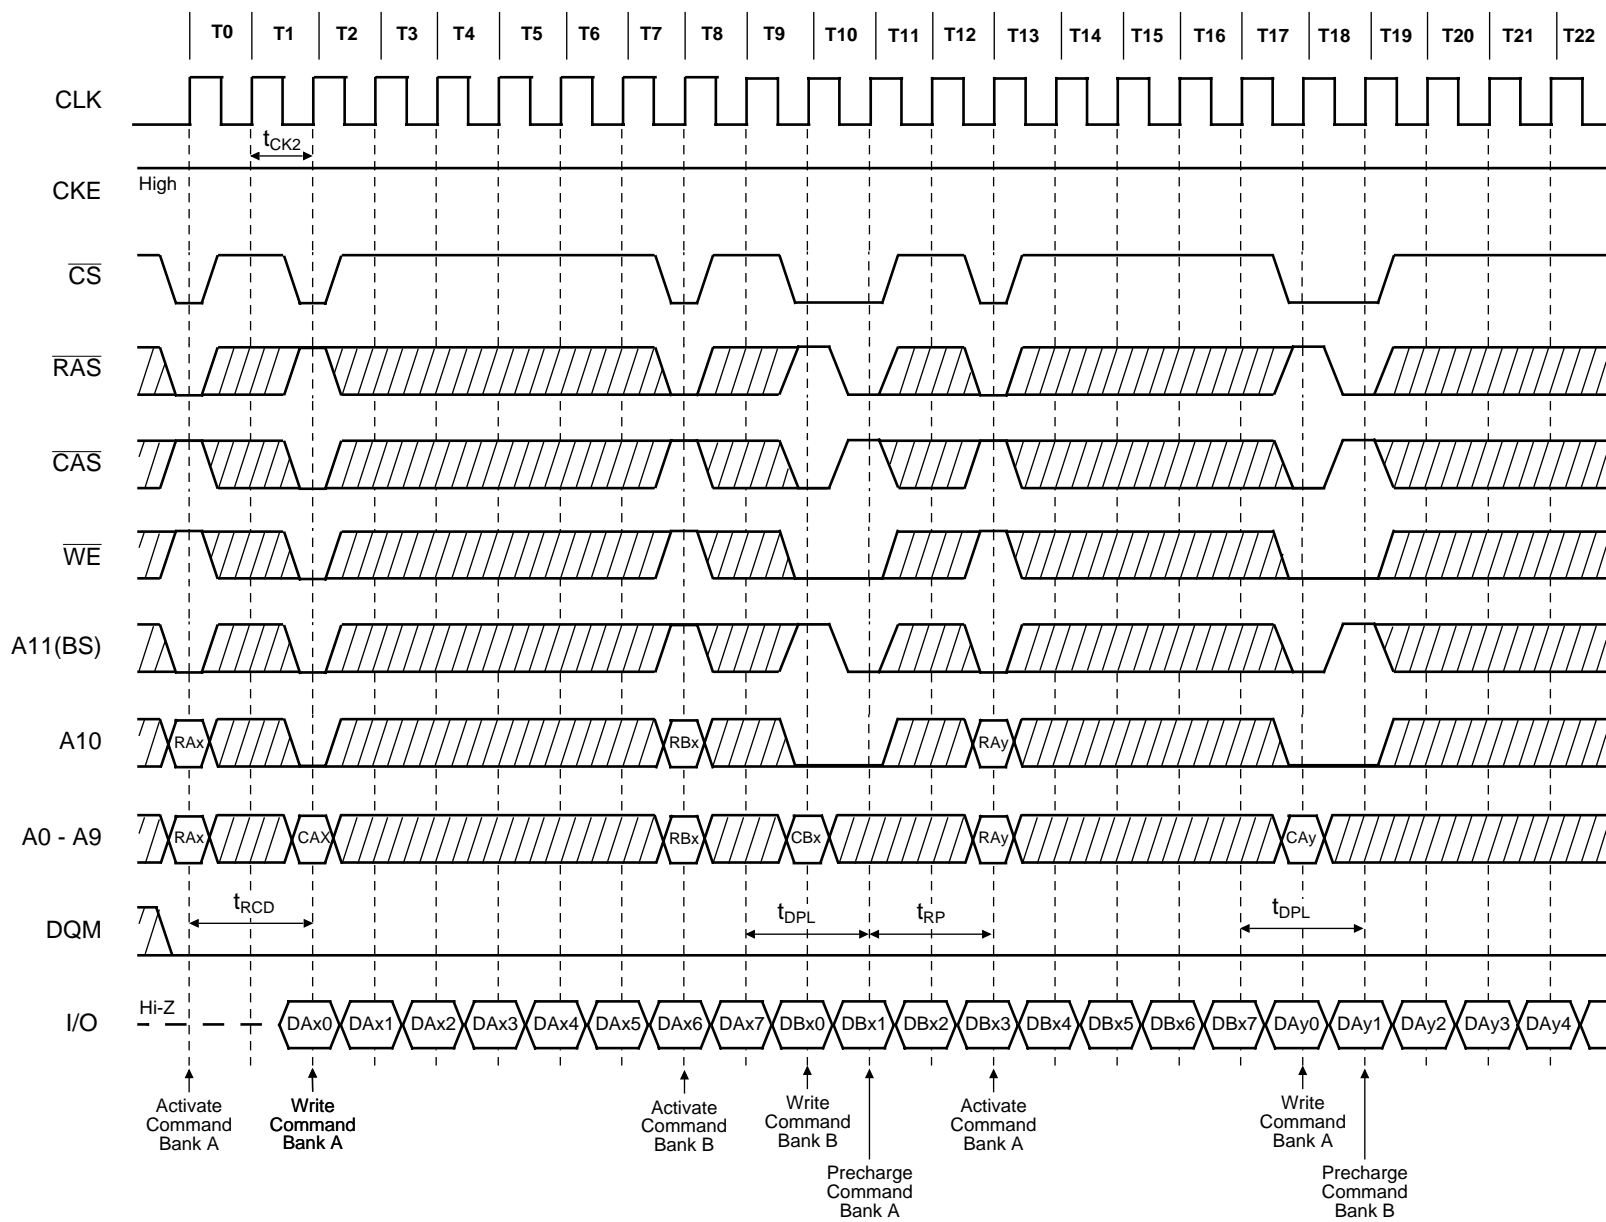 T0 T1 T2 T3 T4 T5 T6 T7 T8 T9 T10 T11 T12 T13 T14 T15 T16 T17 T18 T19 T20 T21 T22
CLK
tCK2
CKE
High
CS
RAS
CAS
WE
A11(BS)
A10
RAx RBx RAy
A0 - A9
RAx CAX RBx CBx RAy CAy
DQM
tRCD tDPL tRP tDPL
I/O
Hi-Z
DAx0 DAx1 DAx2 DAx3 DAx4 DAx5 DAx6 DAx7 DBx0 DBx1 DBx2 DBx3 DBx4 DBx5 DBx6 DBx7 DAy0 DAy1 DAy2 DAy3 DAy4
Activate
Command
Bank A
Write
Command
Bank A
Activate
Command
Bank B
Write
Command
Bank B
Precharge
Command
Bank A
Activate
Command
Bank A
Write
Command
Bank A
Precharge
Command
Bank B